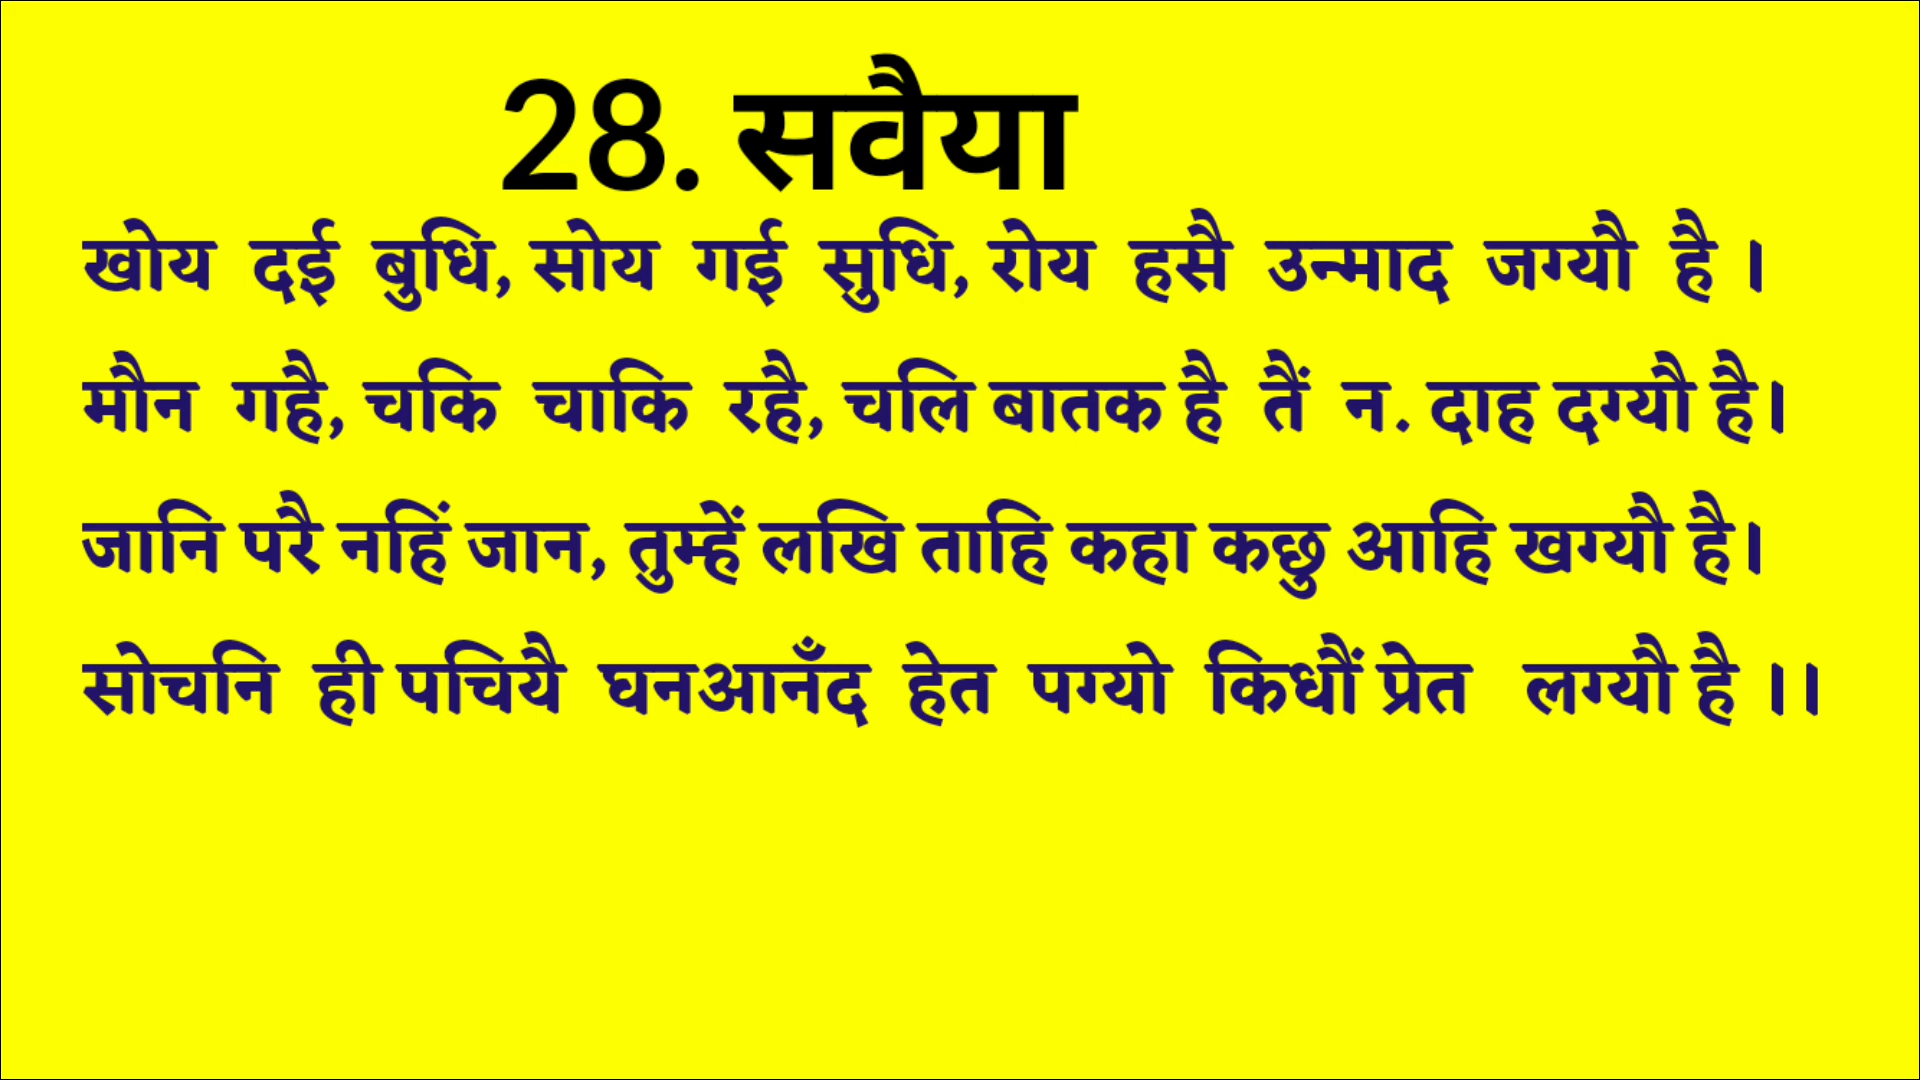 28. सवैया
खोय दई बुधि, सोय गई सुधि, रोय हसै उन्माद जग्यौ है ।
मौन गहै, चकि चाकि रहै, चलि बातक है तैं न. दाह दग्यौ है।
जानि परै नहिं जान, तुम्हें लखि ताहि कहा कछु आहि खग्यौ है।
सोचनि ही पचियै घनआनँद हेत पग्यो किधौं प्रेत लग्यौ है ।।